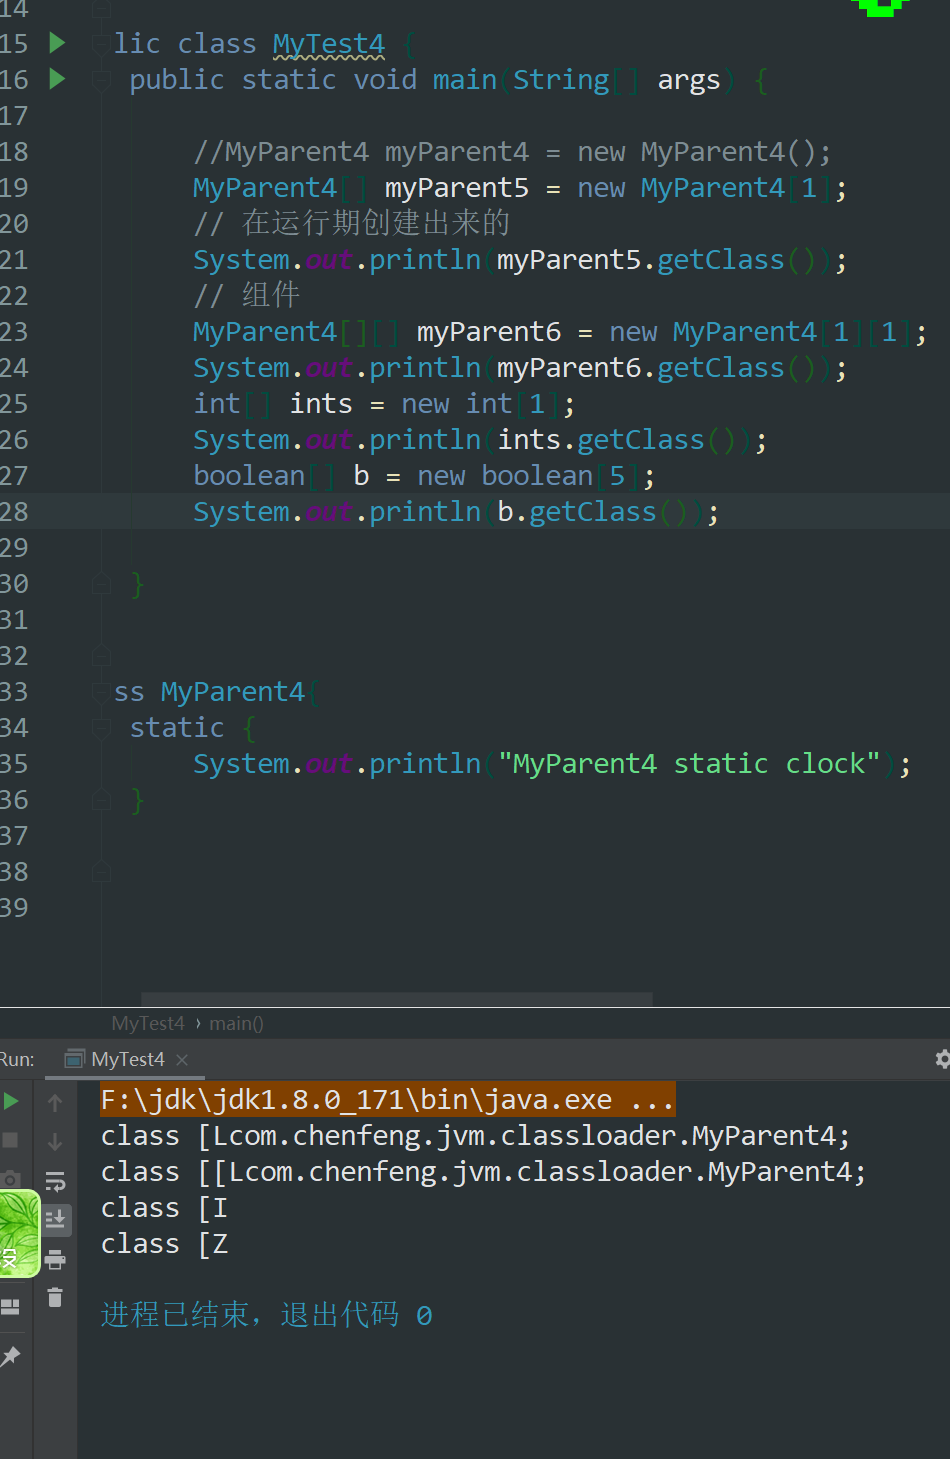 14
15 lic class MyTest4 {
16 public static void main(String[] args) {
17
18 //MyParent4 myParent4 = new MyParent4();
19 MyParent4[] myParent5 = new MyParent4[1];
20 // 在运行期创建出来的
21 System.out.println(myParent5.getClass());
22 // 组件
23 MyParent4[][] myParent6 = new MyParent4[1][1];
24 System.out.println(myParent6.getClass());
25 int[] ints = new int[1];
26 System.out.println(ints.getClass());
27 boolean[] b = new boolean[5];
28 System.out.println(b.getClass());
29
30 }
31
32
33 ss MyParent4{
34 static {
35 System.out.println("MyParent4 static clock");
36 }
37
38
39
MyTest4 › main()
Run: MyTest4 ×
F:\jdk\jdk1.8.0_171\bin\java.exe ...
class [Lcom.chenfeng.jvm.classloader.MyParent4;
class [[Lcom.chenfeng.jvm.classloader.MyParent4;
class [I
class [Z
进程已结束，退出代码 0